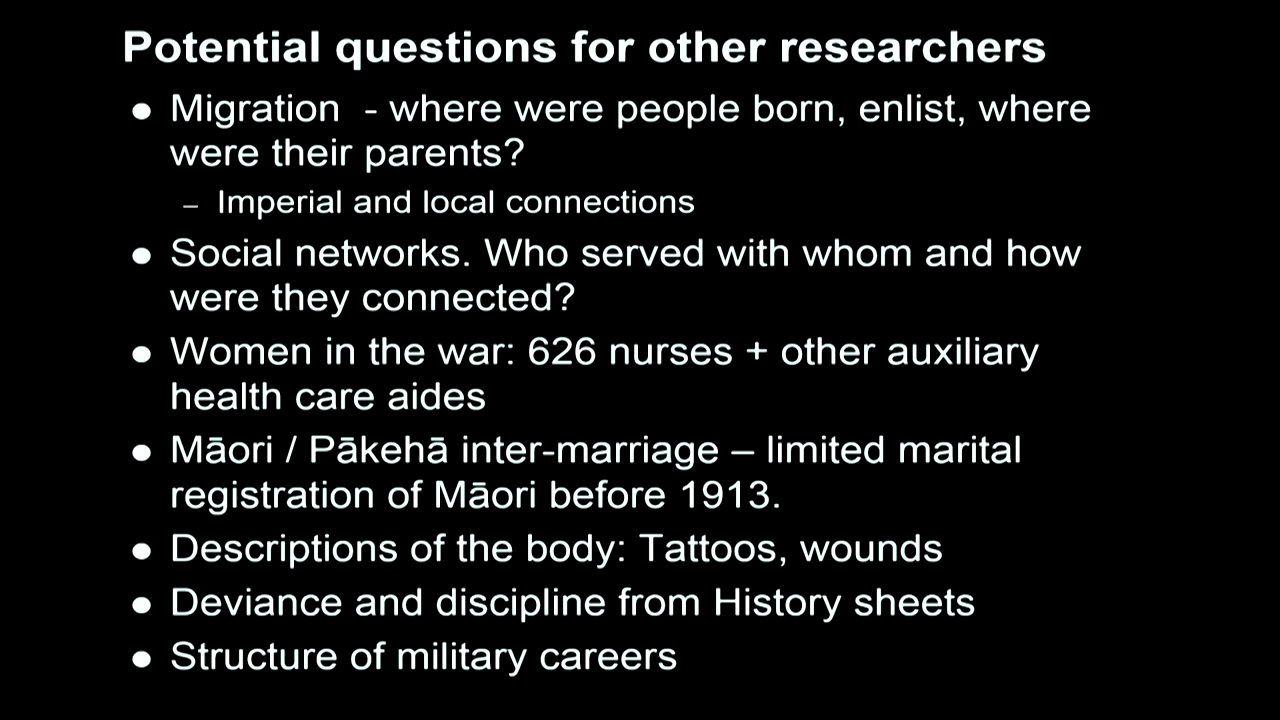 Potential questions for other researchers
● Migration  - where were people born, enlist, where
were their parents?
– Imperial and local connections
● Social networks. Who served with whom and how
were they connected?
● Women in the war: 626 nurses + other auxiliary
health care aides
● Māori / Pākehā inter-marriage – limited marital
registration of Māori before 1913.
● Descriptions of the body: Tattoos, wounds
● Deviance and discipline from History sheets
● Structure of military careers